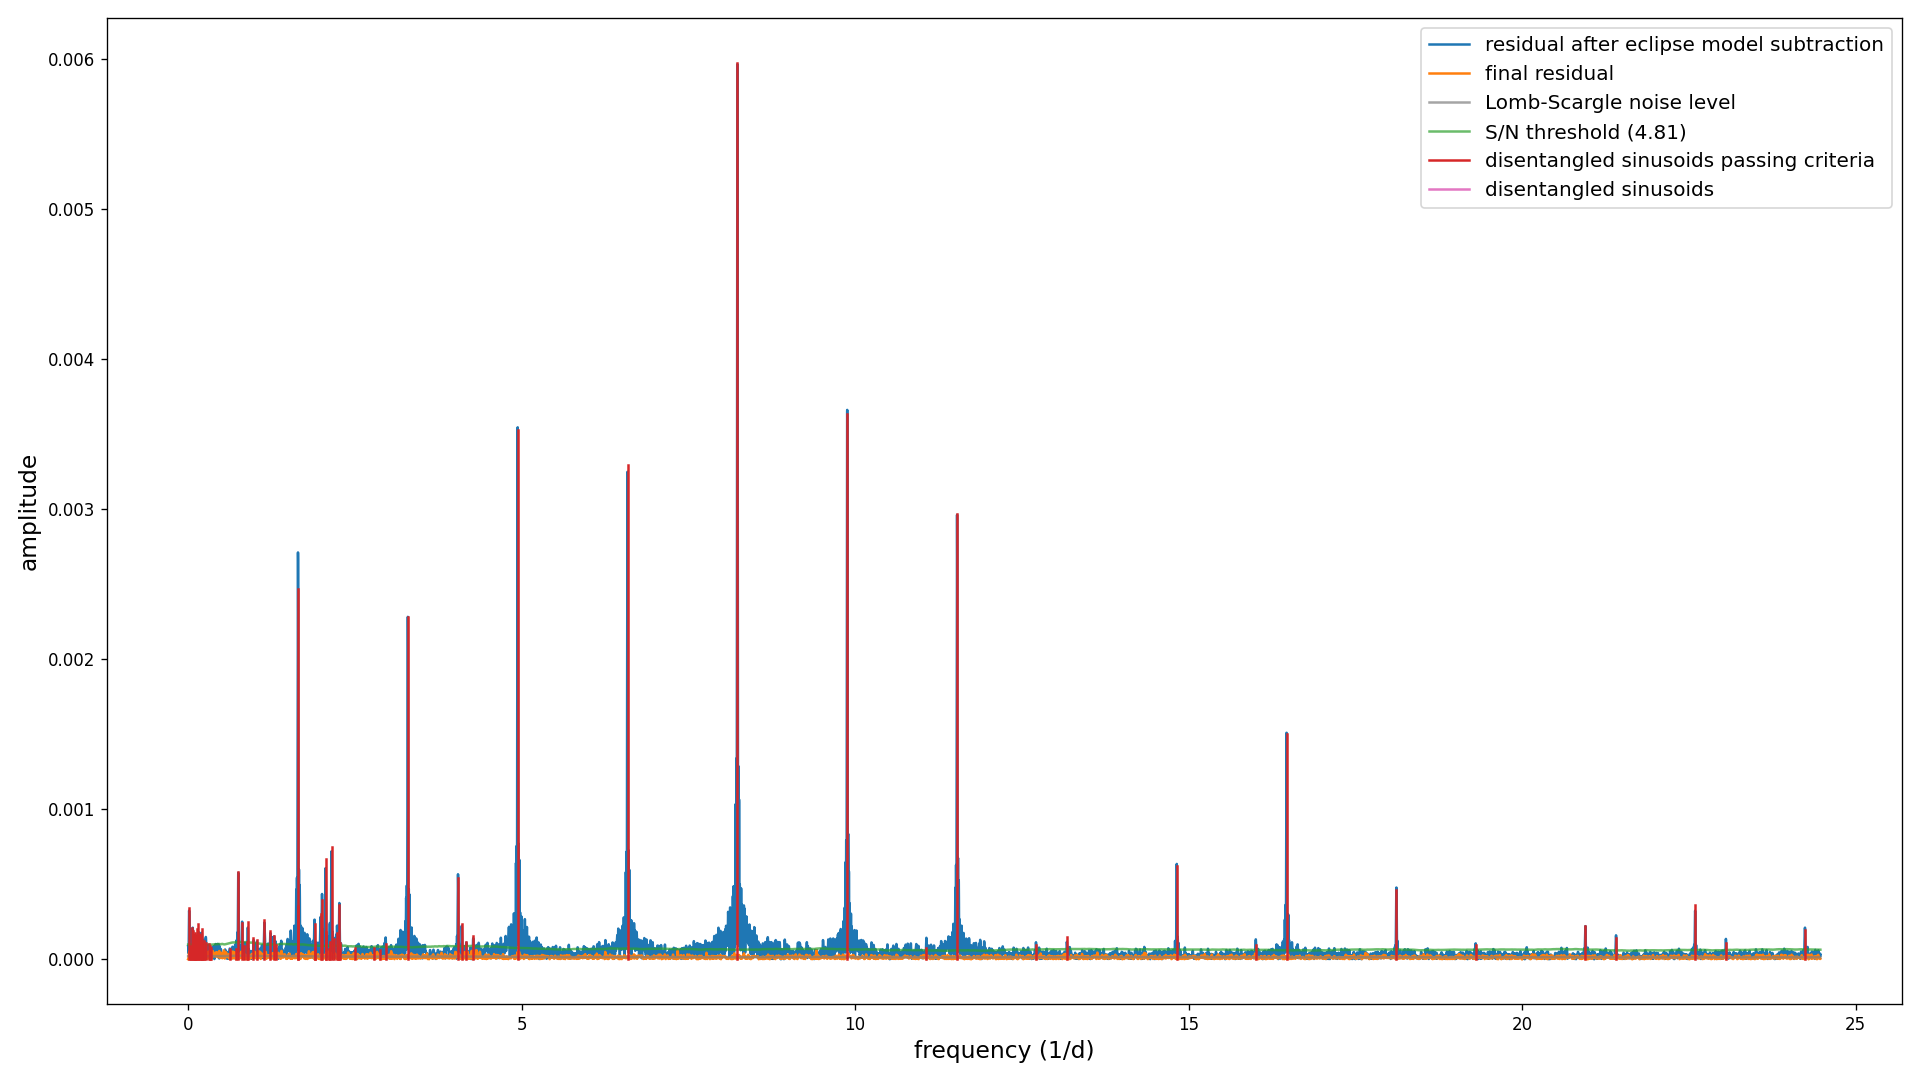 residual after eclipse model subtraction
final residual
Lomb-Scargle noise level
S/N threshold (4.81)
disentangled sinusoids passing criteria
disentangled sinusoids
0.006
0.005
0.004
0.003
0.002
0.001
0.000
amplitude
0 5 10 15 20 25
frequency (1/d)